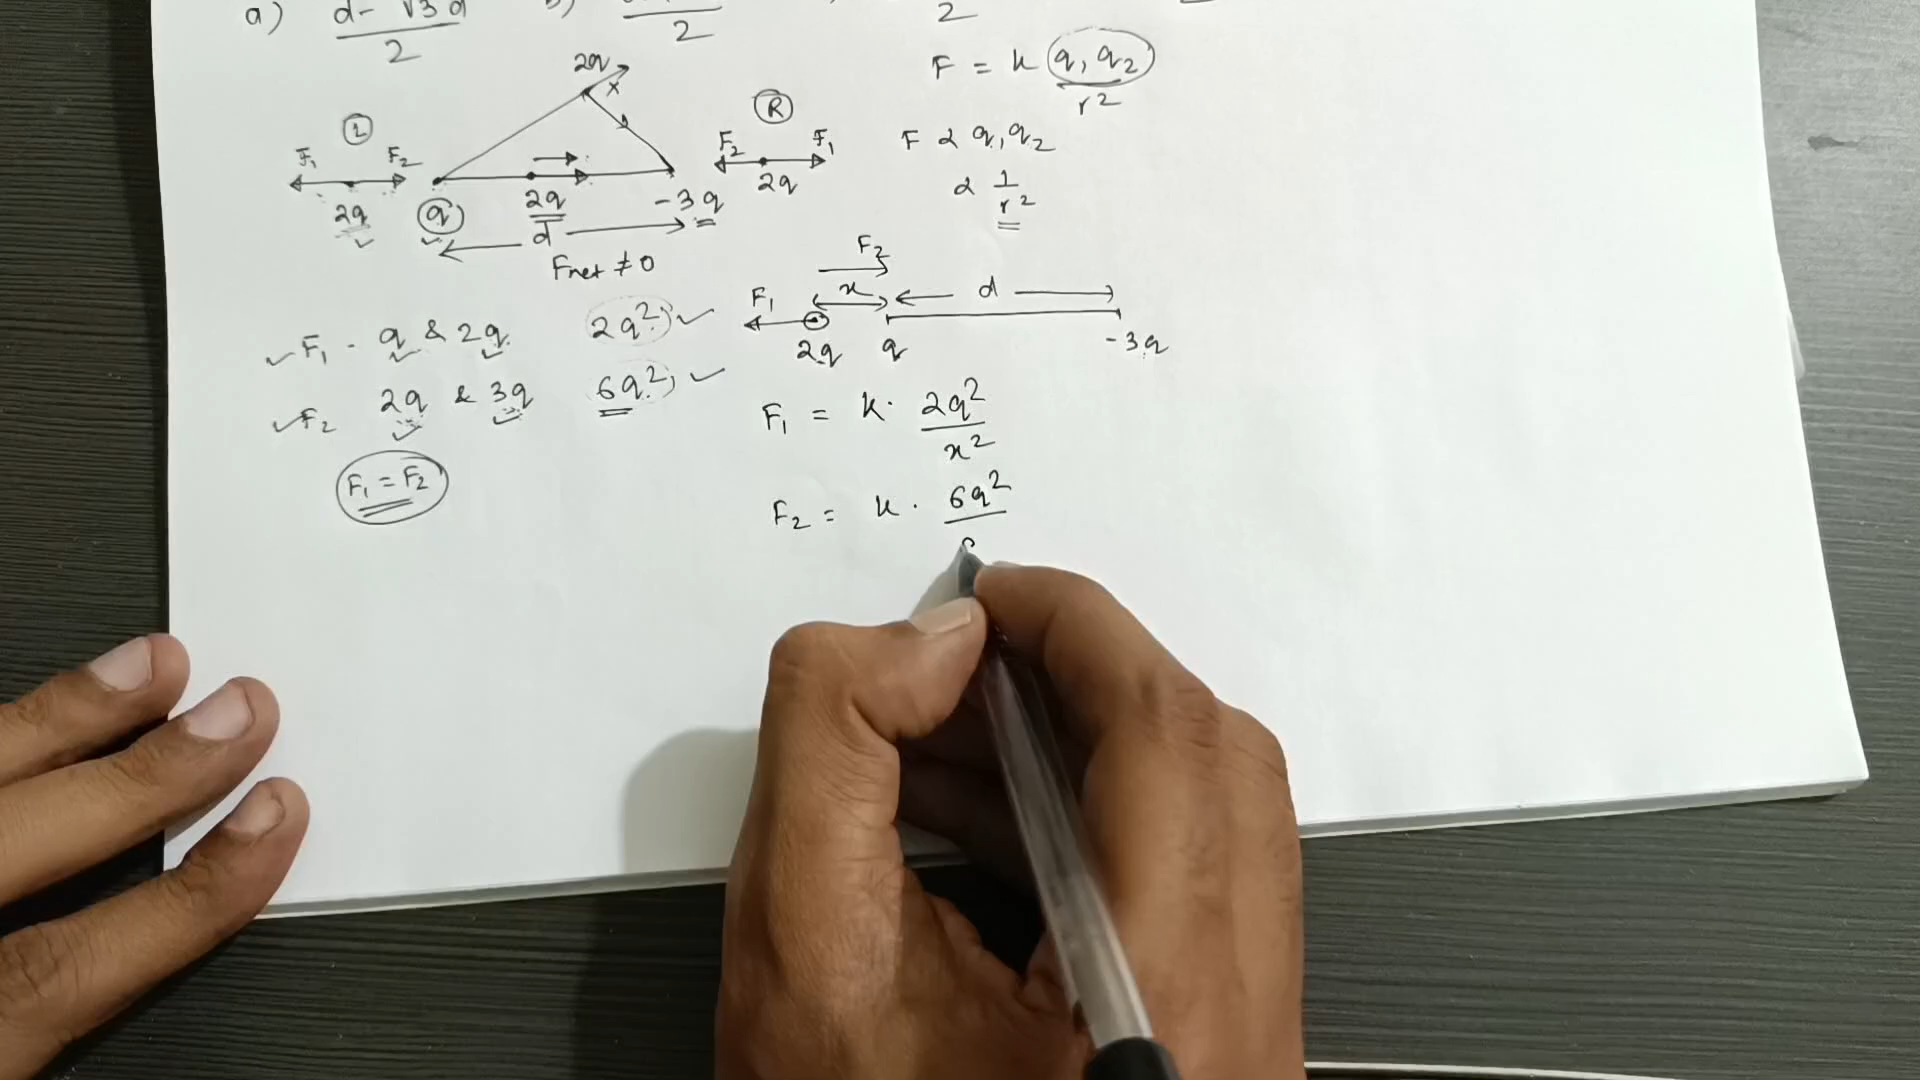 a) d - √3 d / 2
b) 2
2
F = k q₁ q₂ / r²
2q
x
L
R
F₁ F₂
F₂ F₁
2q q 2q -3q 2q
d
Fnet ≠ 0
F α q₁ q₂
α 1 / r²
F₂
F₁ x d
2q q -3q
F₁ - q & 2q 2q²
F₂ 2q & 3q 6q²
F₁ = F₂
F₁ = k · 2q² / x²
F₂ = k · 6q²